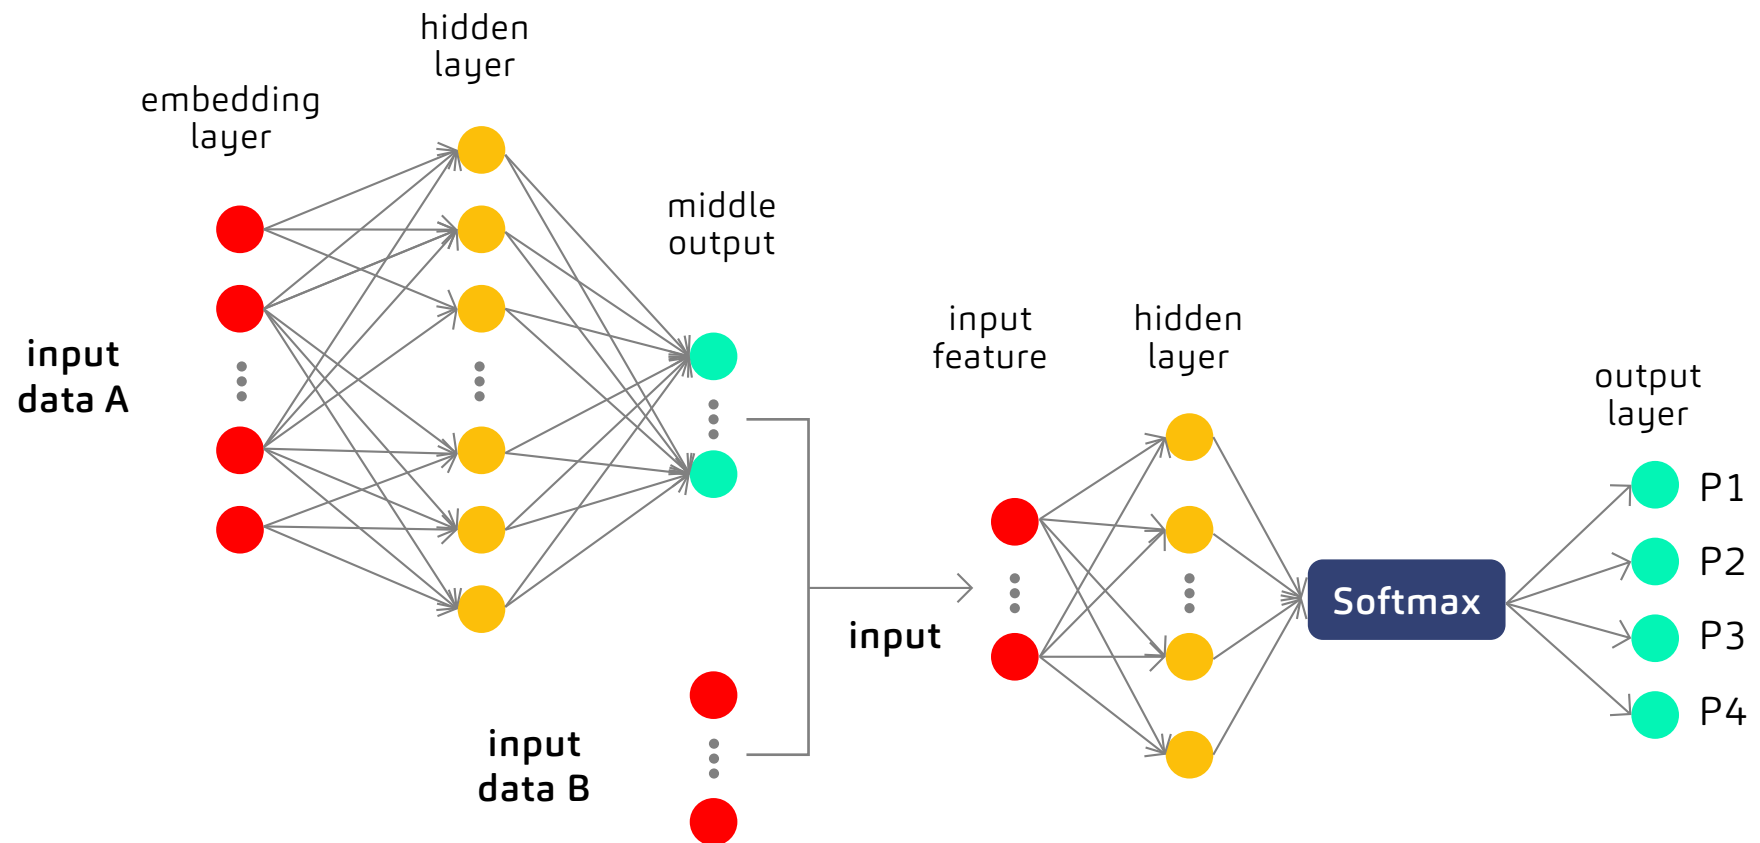 hidden
layer
embedding
layer
middle
output
input
data A
input
feature
hidden
layer
output
layer
P1
P2
Softmax
P3
input
P4
input
data B